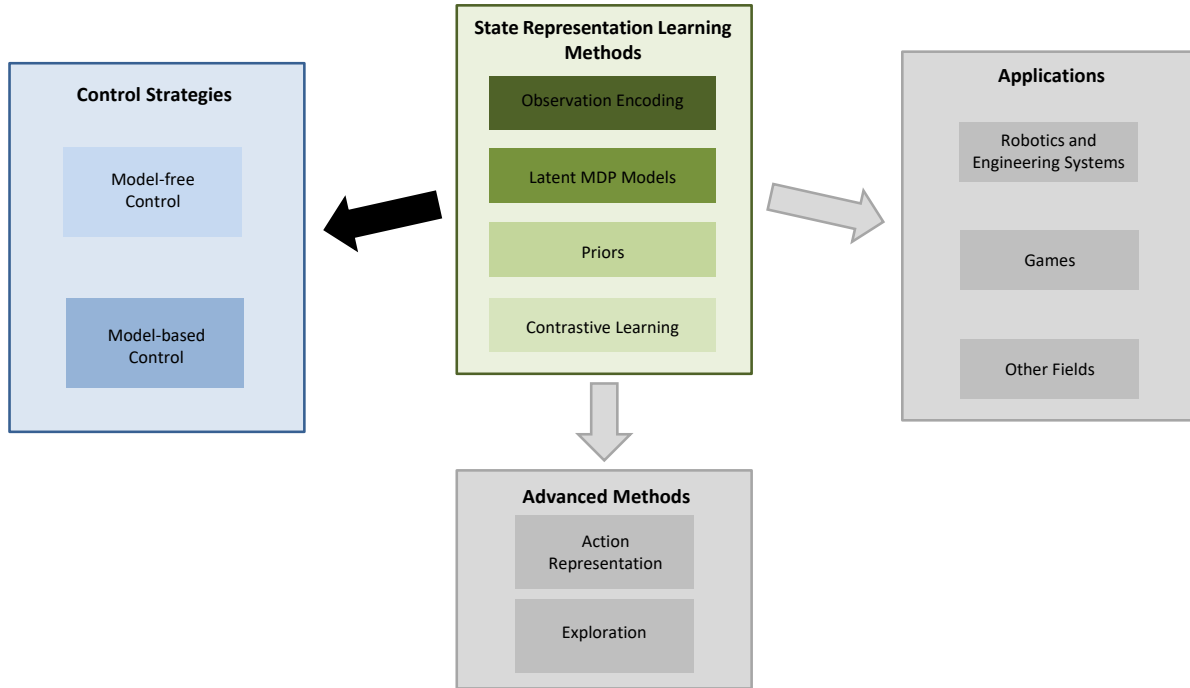 State Representation Learning
Methods
Observation Encoding
Latent MDP Models
Priors
Contrastive Learning
Control Strategies
Model-free
Control
Model-based
Control
Applications
Robotics and
Engineering Systems
Games
Other Fields
Advanced Methods
Action
Representation
Exploration